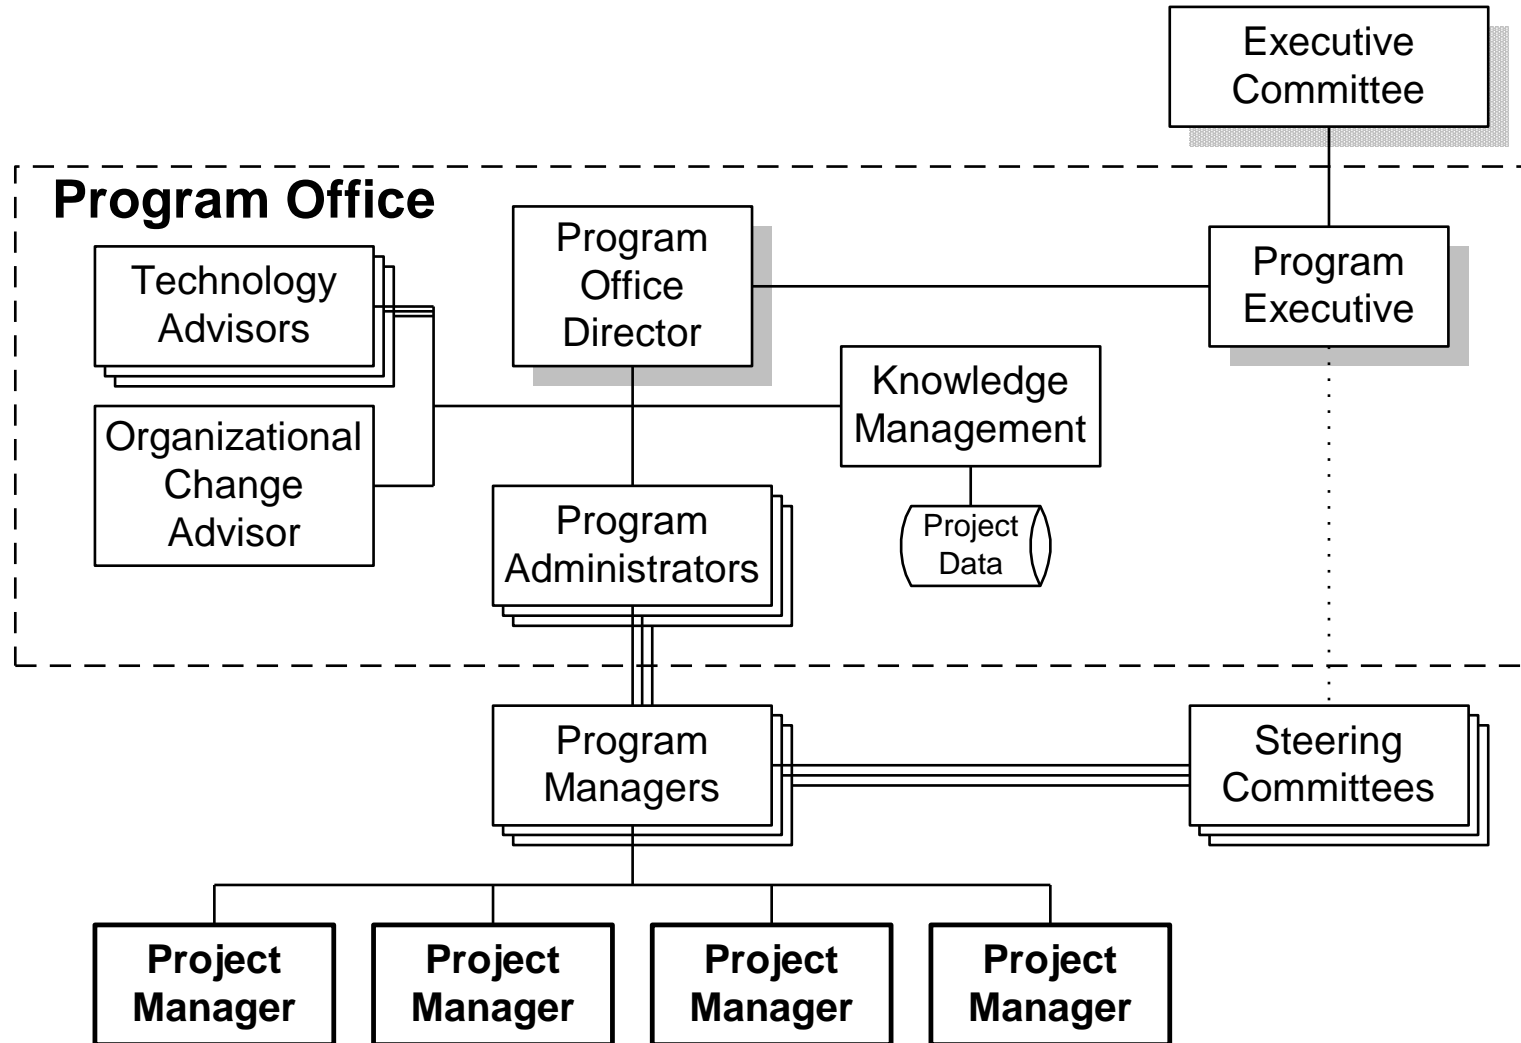 Executive
Committee
Program Office
Program
Office
Director
Program
Executive
Technology
Advisors
Knowledge
Management
Organizational
Change
Advisor
Program
Administrators
Project
Data
Program
Managers
Steering
Committees
Project
Manager
Project
Manager
Project
Manager
Project
Manager